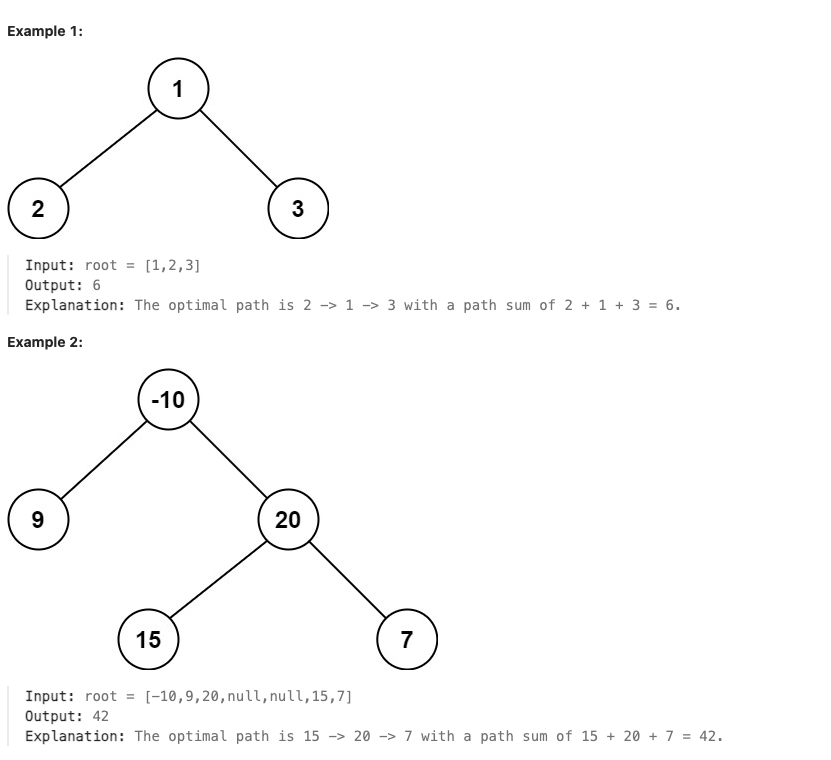 Example 1:
1
2
3
Input: root = [1,2,3]
Output: 6
Explanation: The optimal path is 2 -> 1 -> 3 with a path sum of 2 + 1 + 3 = 6.
Example 2:
-10
9
20
15
7
Input: root = [-10,9,20,null,null,15,7]
Output: 42
Explanation: The optimal path is 15 -> 20 -> 7 with a path sum of 15 + 20 + 7 = 42.